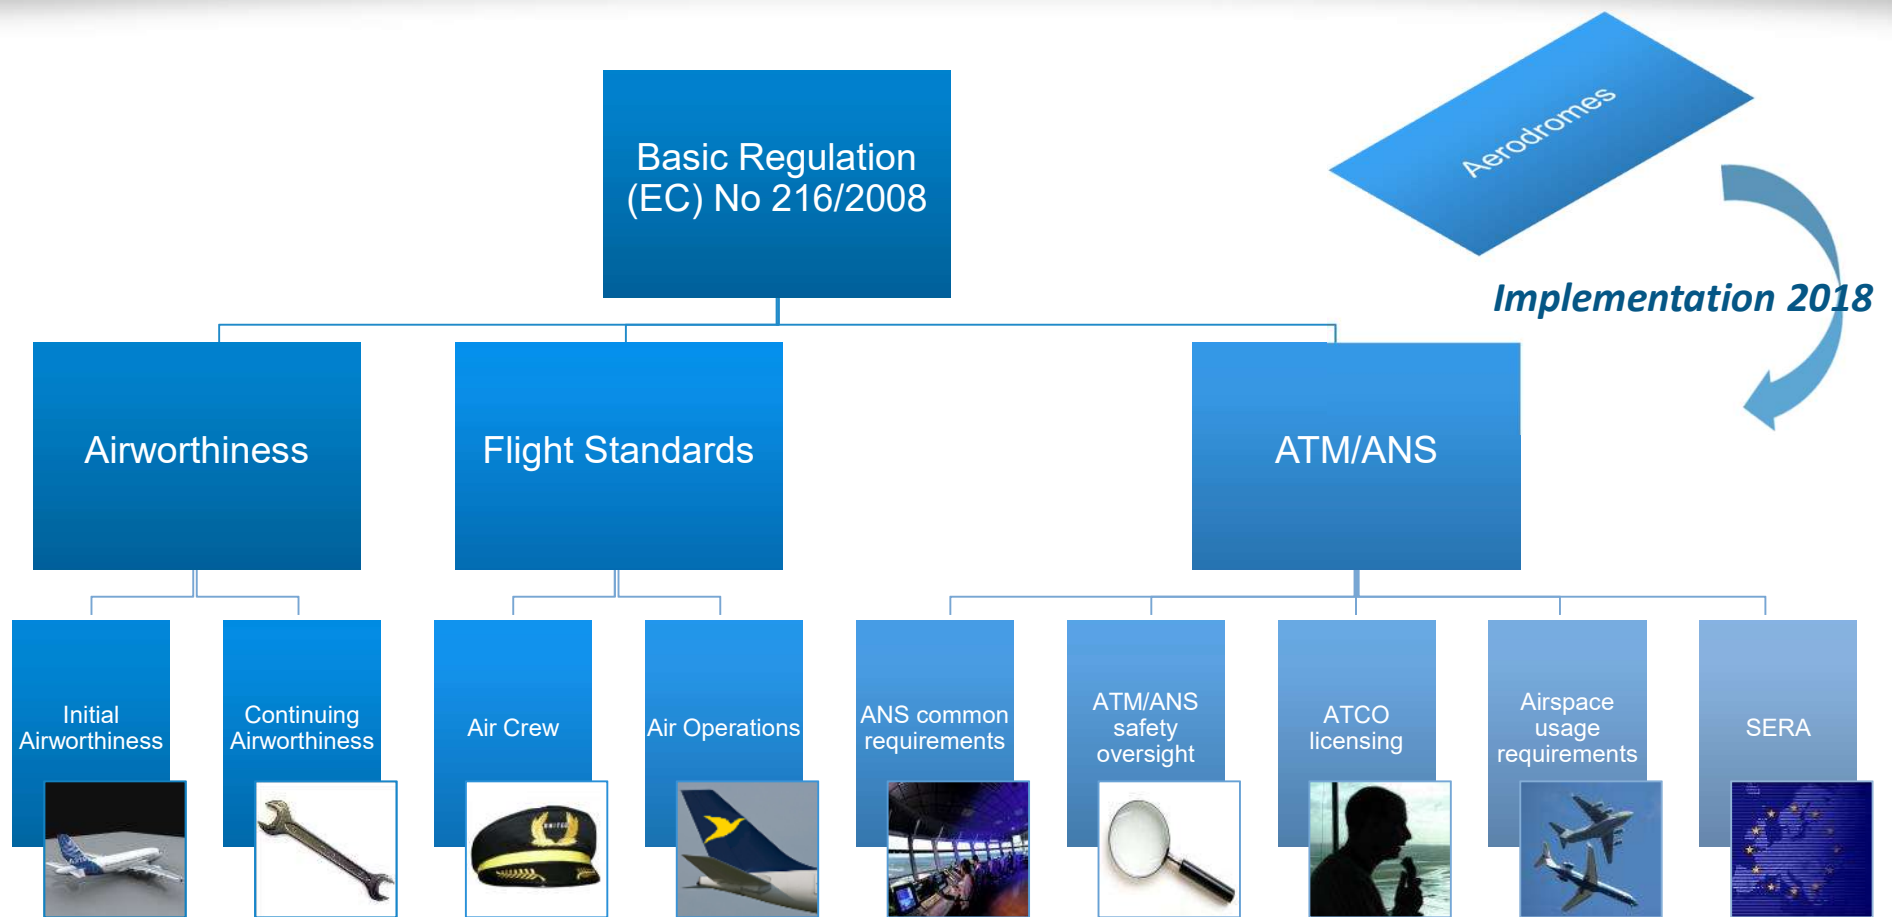 Basic Regulation
(EC) No 216/2008
Aerodromes
Implementation 2018
Airworthiness
Flight Standards
ATM/ANS
Initial
Airworthiness
Continuing
Airworthiness
Air Crew
Air Operations
ANS common
requirements
ATM/ANS
safety
oversight
ATCO
licensing
Airspace
usage
requirements
SERA
UNITED